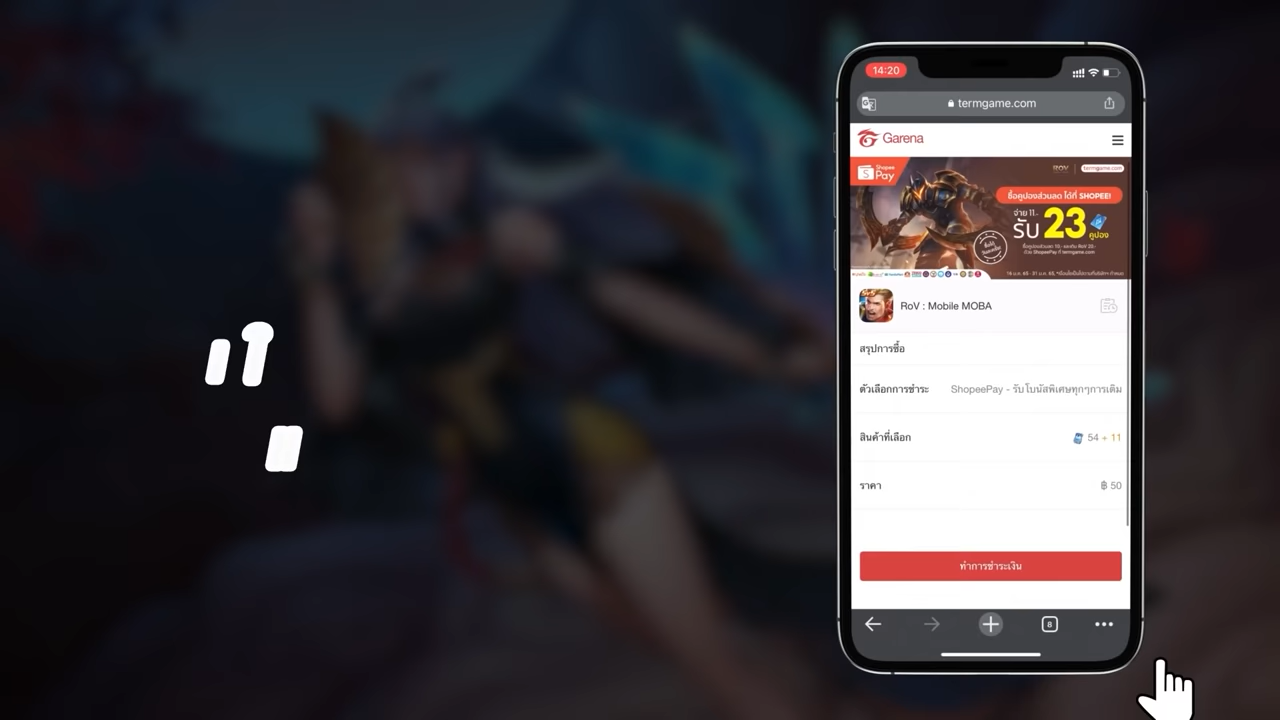 14:20
termgame.com
Garena
Shopee
Pay
ROV
termgame.com
ซื้อคูปองส่วนลด ได้ที่ SHOPEE!
จ่าย 11.-
รับ 23 คูปอง
RoV : Mobile MOBA
สรุปการซื้อ
ตัวเลือกการชำระ
ShopeePay - รับโบนัสพิเศษทุกๆการเติม
สินค้าที่เลือก
54 + 11
ราคา
฿ 50
ทำการชำระเงิน
8